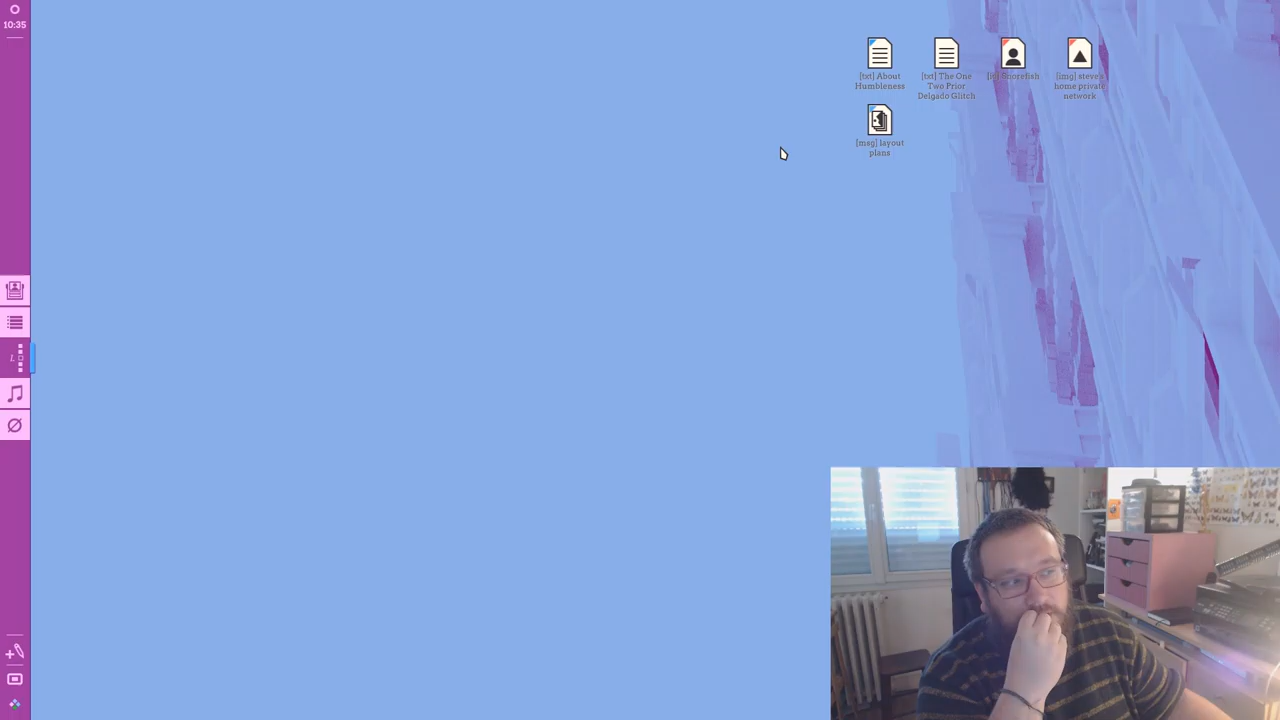 10:35
[txt] About
Humbleness
[txt] The One
Two Prior
Delgado Glitch
Shorefish
[img] steve's
home private
network
[msg] layout
plans
L